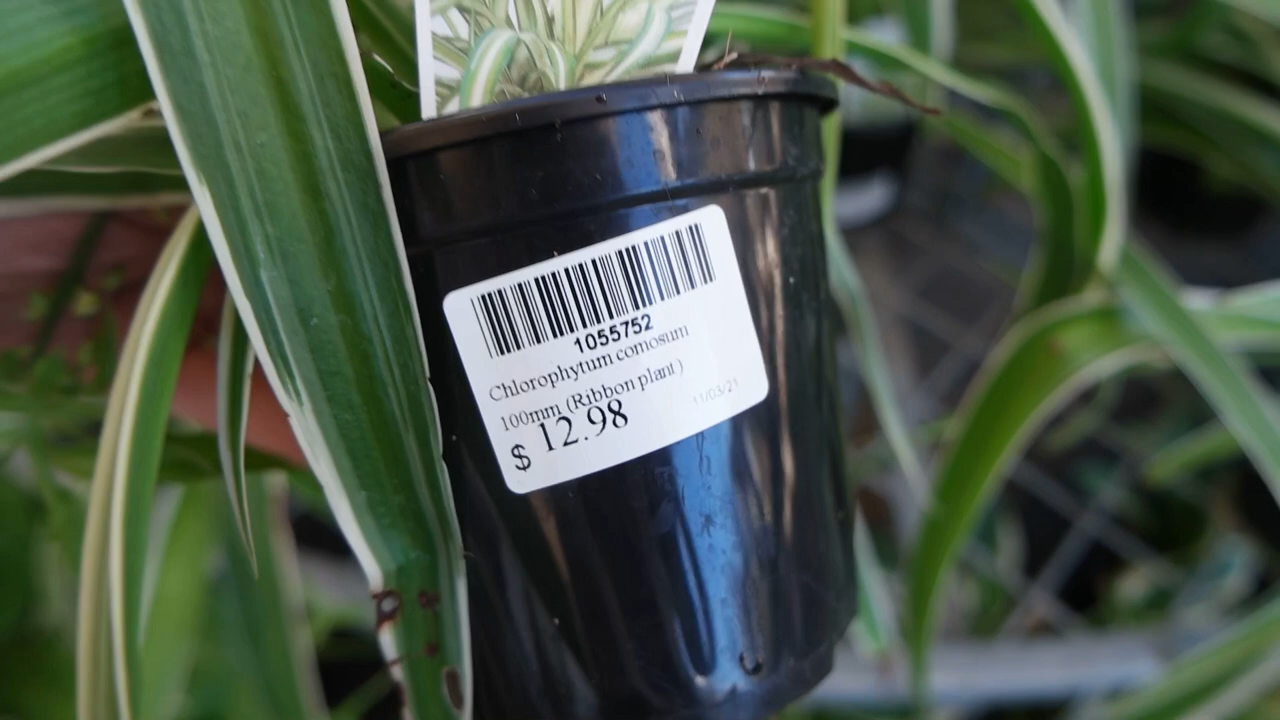 1055752
Chlorophytum comosum
100mm (Ribbon plant)
$ 12.98
11/03/21